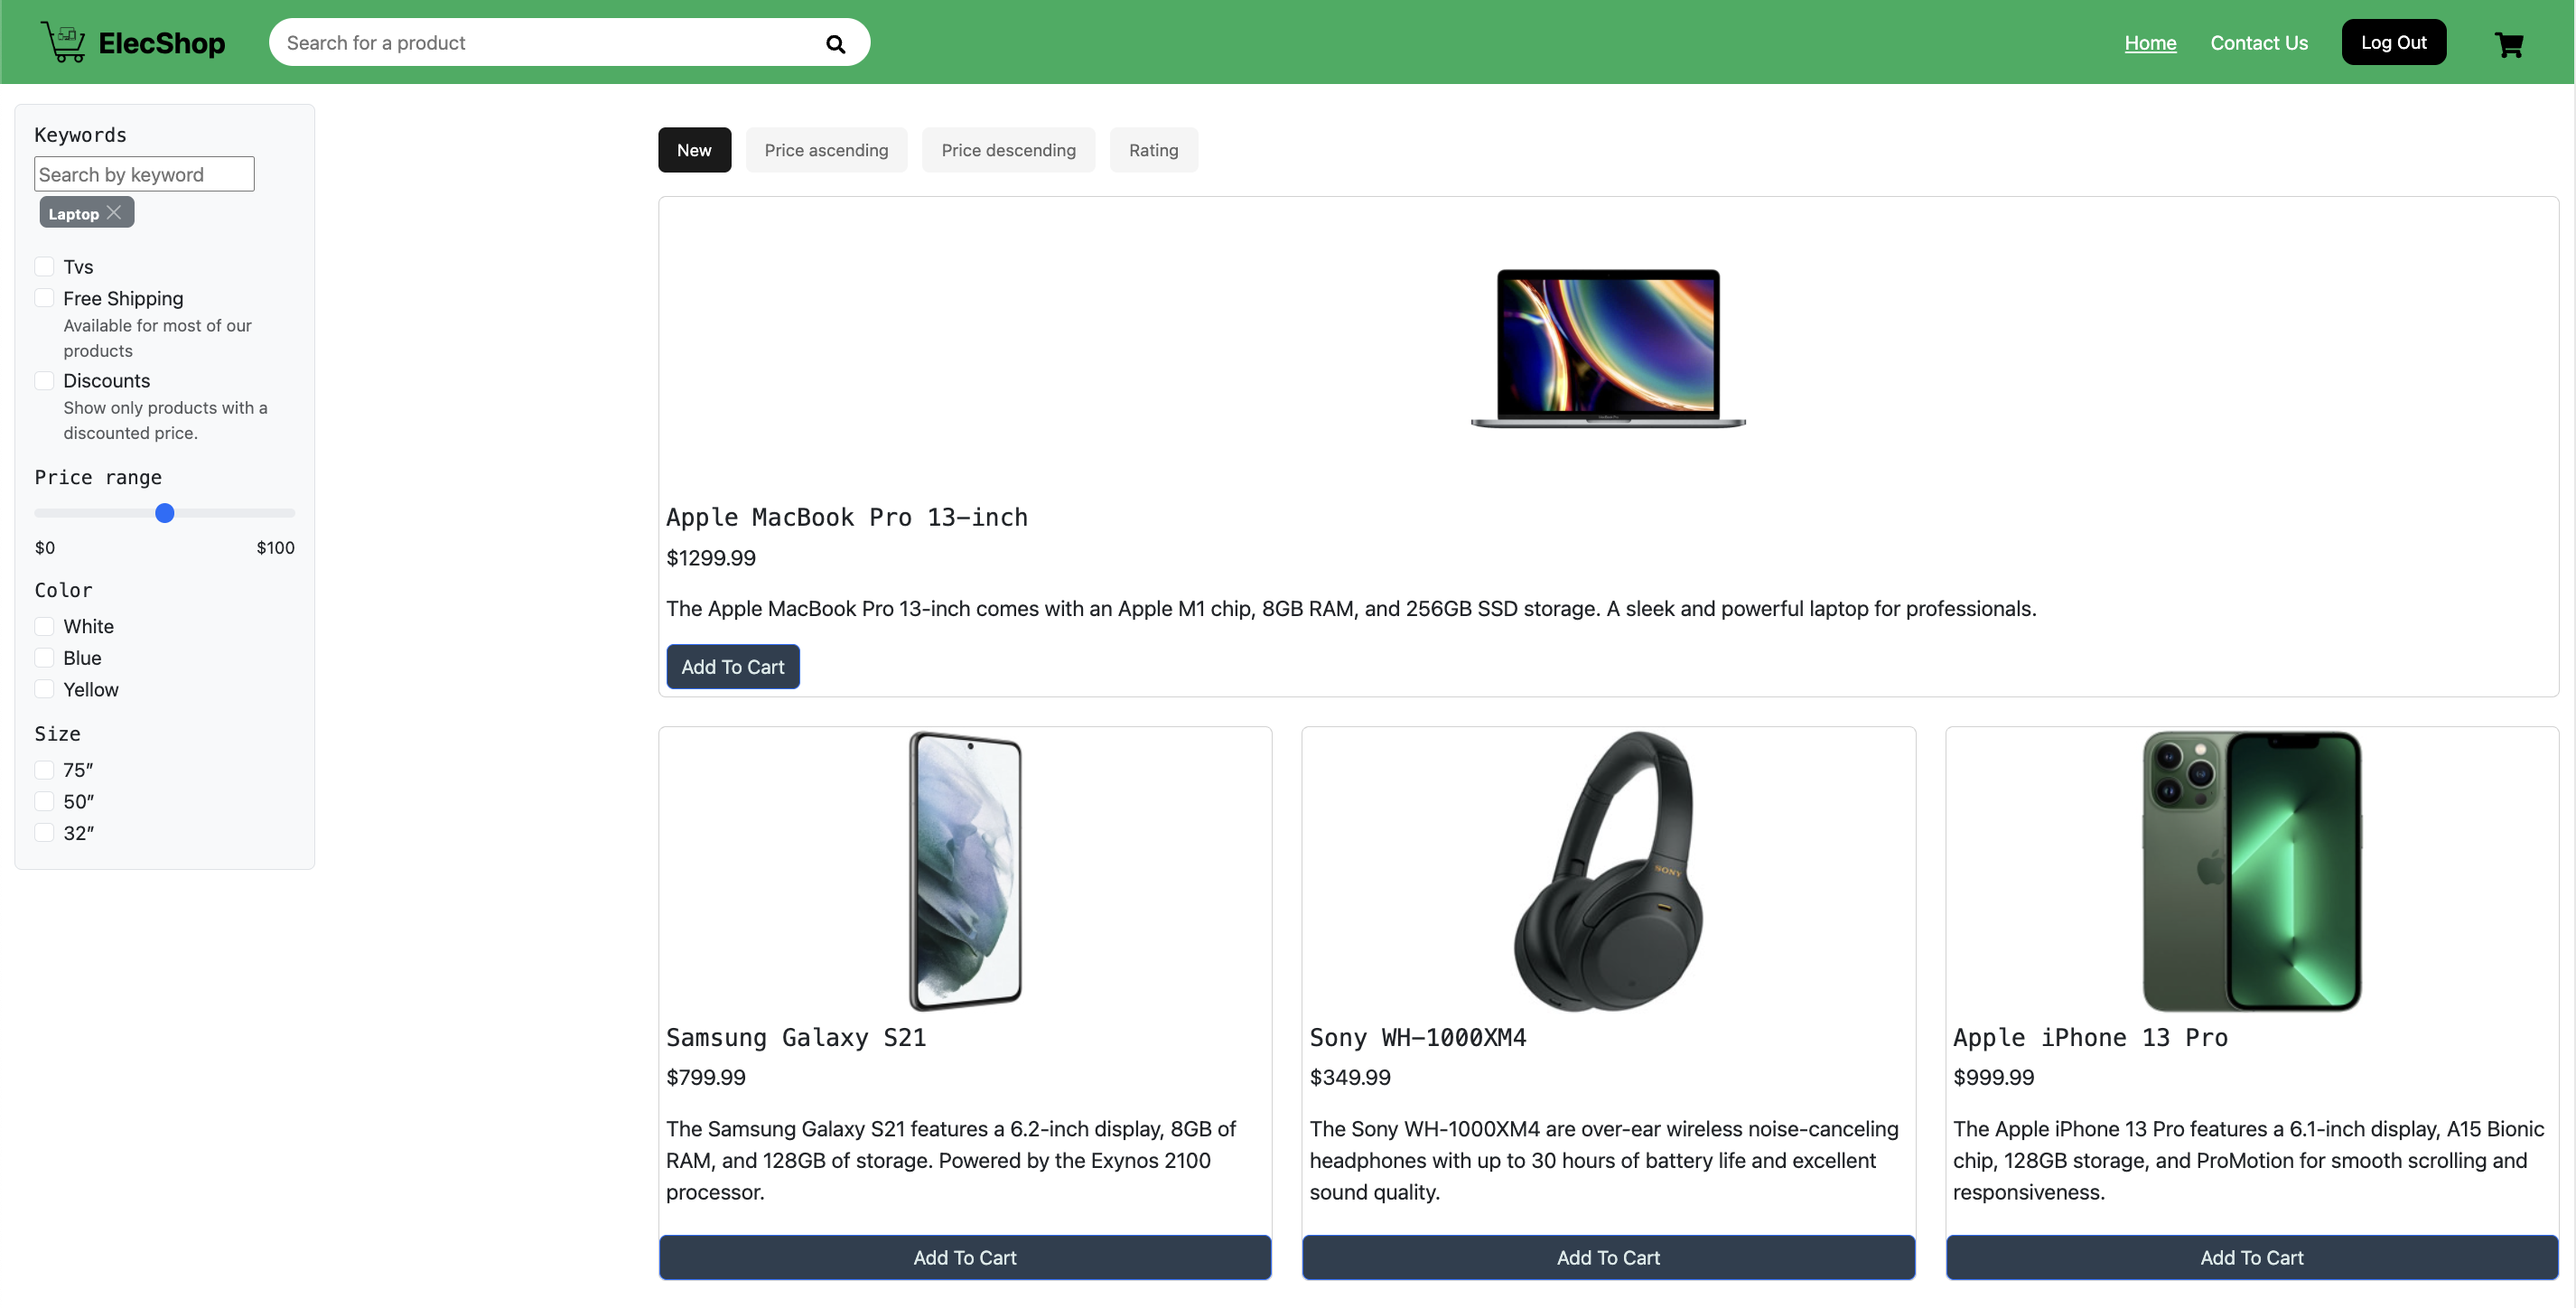 ElecShop
Search for a product
Home
Contact Us
Log Out
Keywords
Search by keyword
Laptop
Tvs
Free Shipping
Available for most of our
products
Discounts
Show only products with a
discounted price.
Price range
$0
$100
Color
White
Blue
Yellow
Size
75”
50”
32”
New
Price ascending
Price descending
Rating
Apple MacBook Pro 13-inch
$1299.99
The Apple MacBook Pro 13-inch comes with an Apple M1 chip, 8GB RAM, and 256GB SSD storage. A sleek and powerful laptop for professionals.
Add To Cart
Samsung Galaxy S21
$799.99
The Samsung Galaxy S21 features a 6.2-inch display, 8GB of
RAM, and 128GB of storage. Powered by the Exynos 2100
processor.
Add To Cart
SONY
Sony WH-1000XM4
$349.99
The Sony WH-1000XM4 are over-ear wireless noise-canceling
headphones with up to 30 hours of battery life and excellent
sound quality.
Add To Cart
Apple iPhone 13 Pro
$999.99
The Apple iPhone 13 Pro features a 6.1-inch display, A15 Bionic
chip, 128GB storage, and ProMotion for smooth scrolling and
responsiveness.
Add To Cart